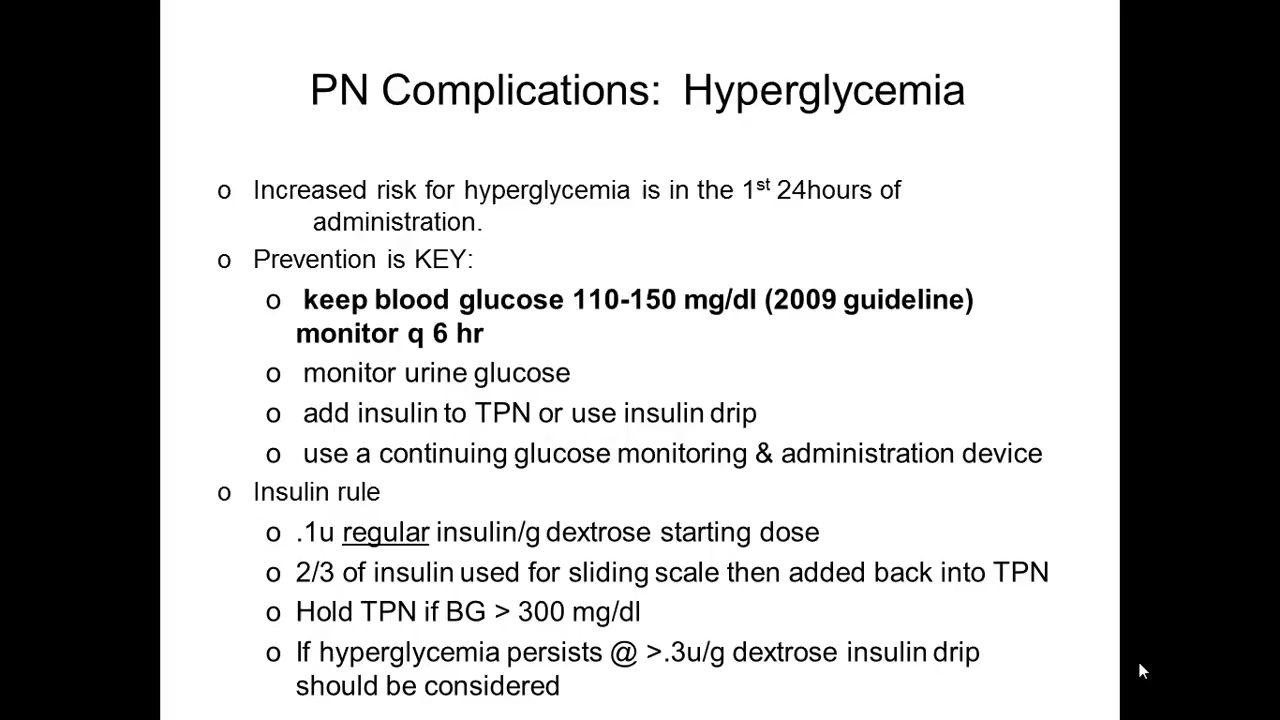 PN Complications: Hyperglycemia
o Increased risk for hyperglycemia is in the 1st 24hours of
administration.
o Prevention is KEY:
o keep blood glucose 110-150 mg/dl (2009 guideline)
monitor q 6 hr
o monitor urine glucose
o add insulin to TPN or use insulin drip
o use a continuing glucose monitoring & administration device
o Insulin rule
o .1u regular insulin/g dextrose starting dose
o 2/3 of insulin used for sliding scale then added back into TPN
o Hold TPN if BG > 300 mg/dl
o If hyperglycemia persists @ >.3u/g dextrose insulin drip
should be considered